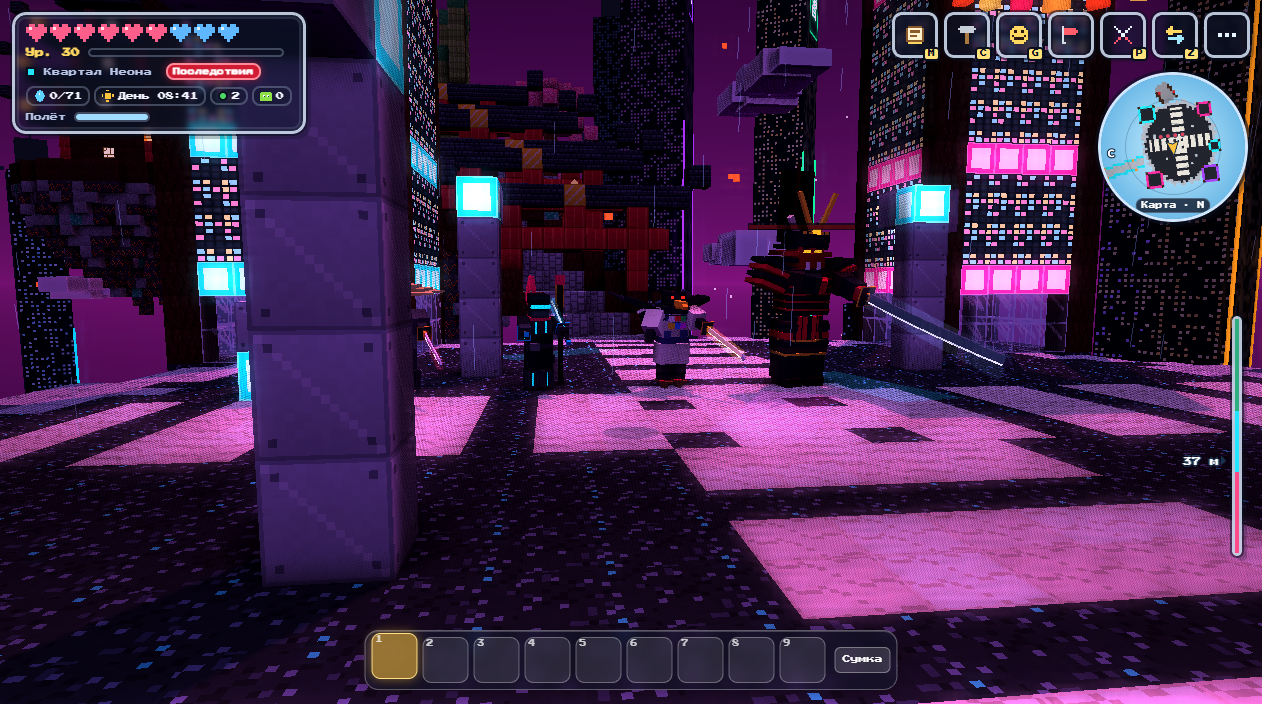 Ур. 30
Квартал Неона Последствия
0/71 День 08:41 2 0
Полёт
M C G P Z
С
Карта · N
37 м
1 2 3 4 5 6 7 8 9 Сумка